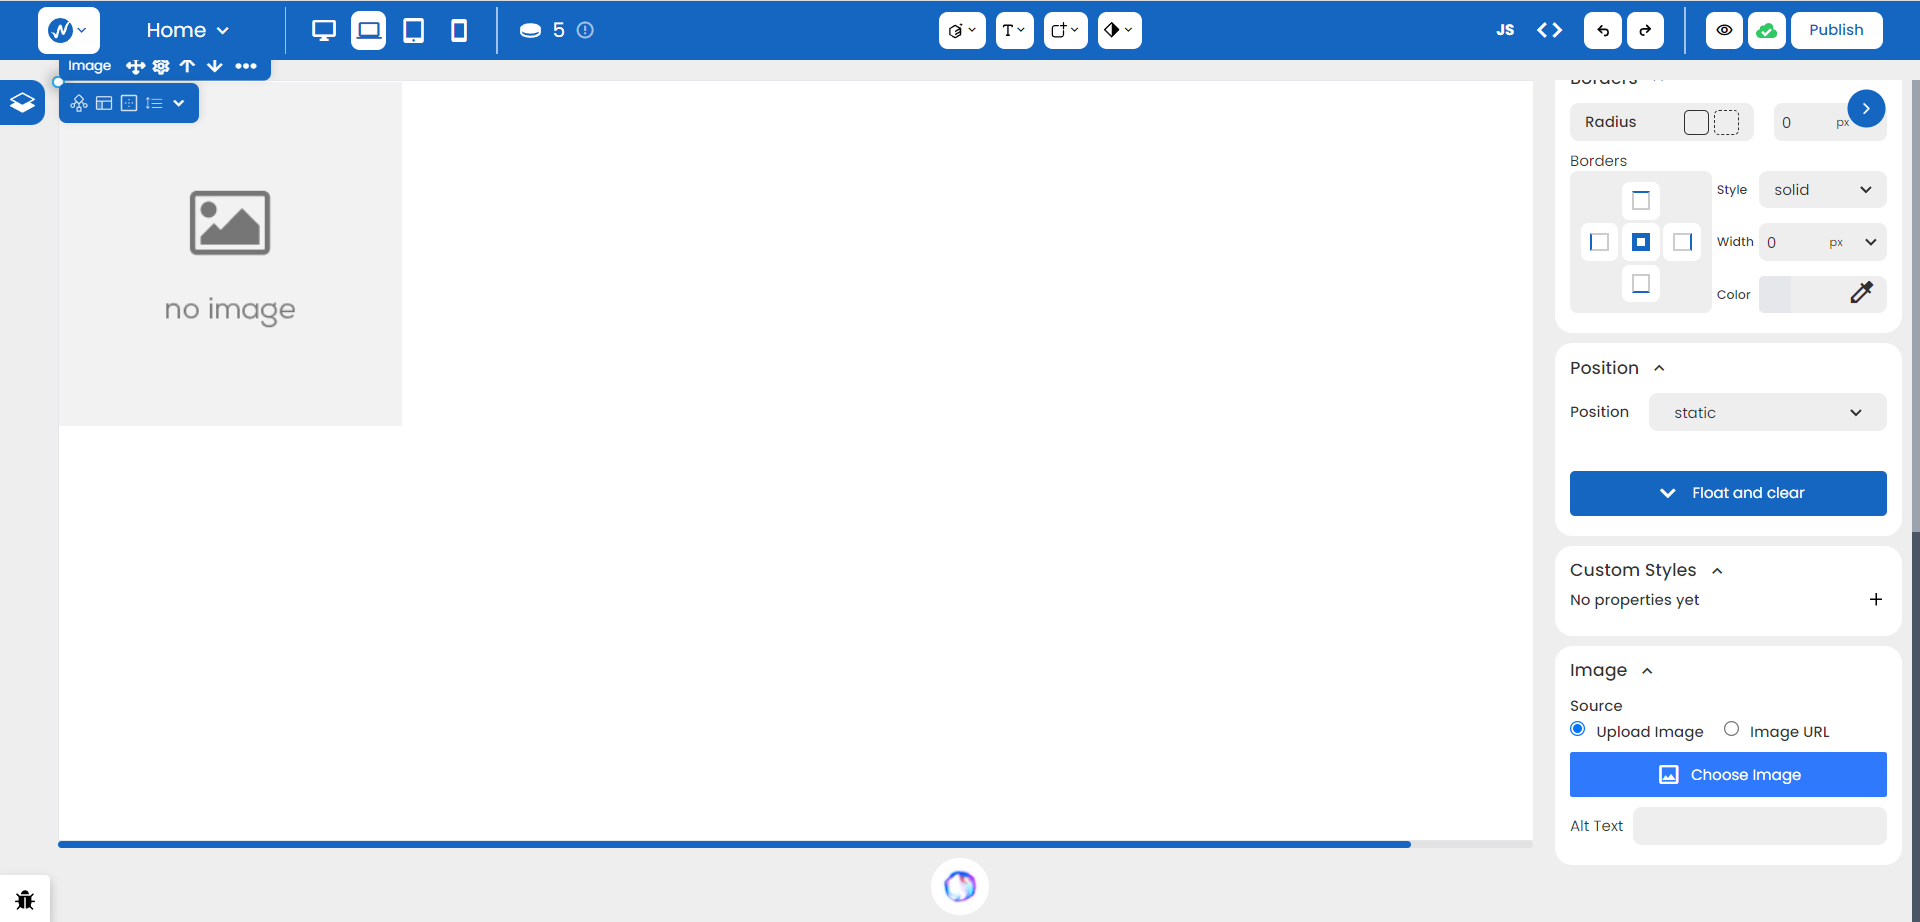 Home
5
T
JS
Publish
Image
no image
Borders
Radius
0 px
Borders
Style solid
Width 0 px
Color
Position
Position static
Float and clear
Custom Styles
No properties yet
Image
Source
Upload Image Image URL
Choose Image
Alt Text